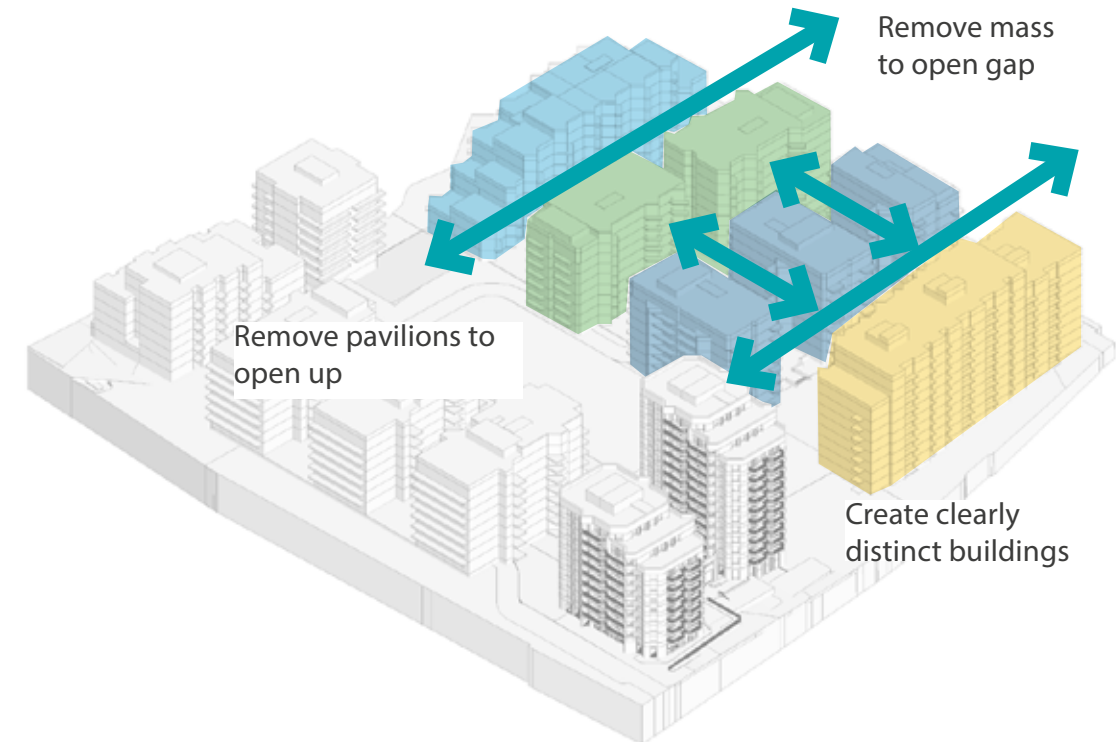 Remove mass
to open gap
Remove pavilions to
open up
Create clearly
distinct buildings